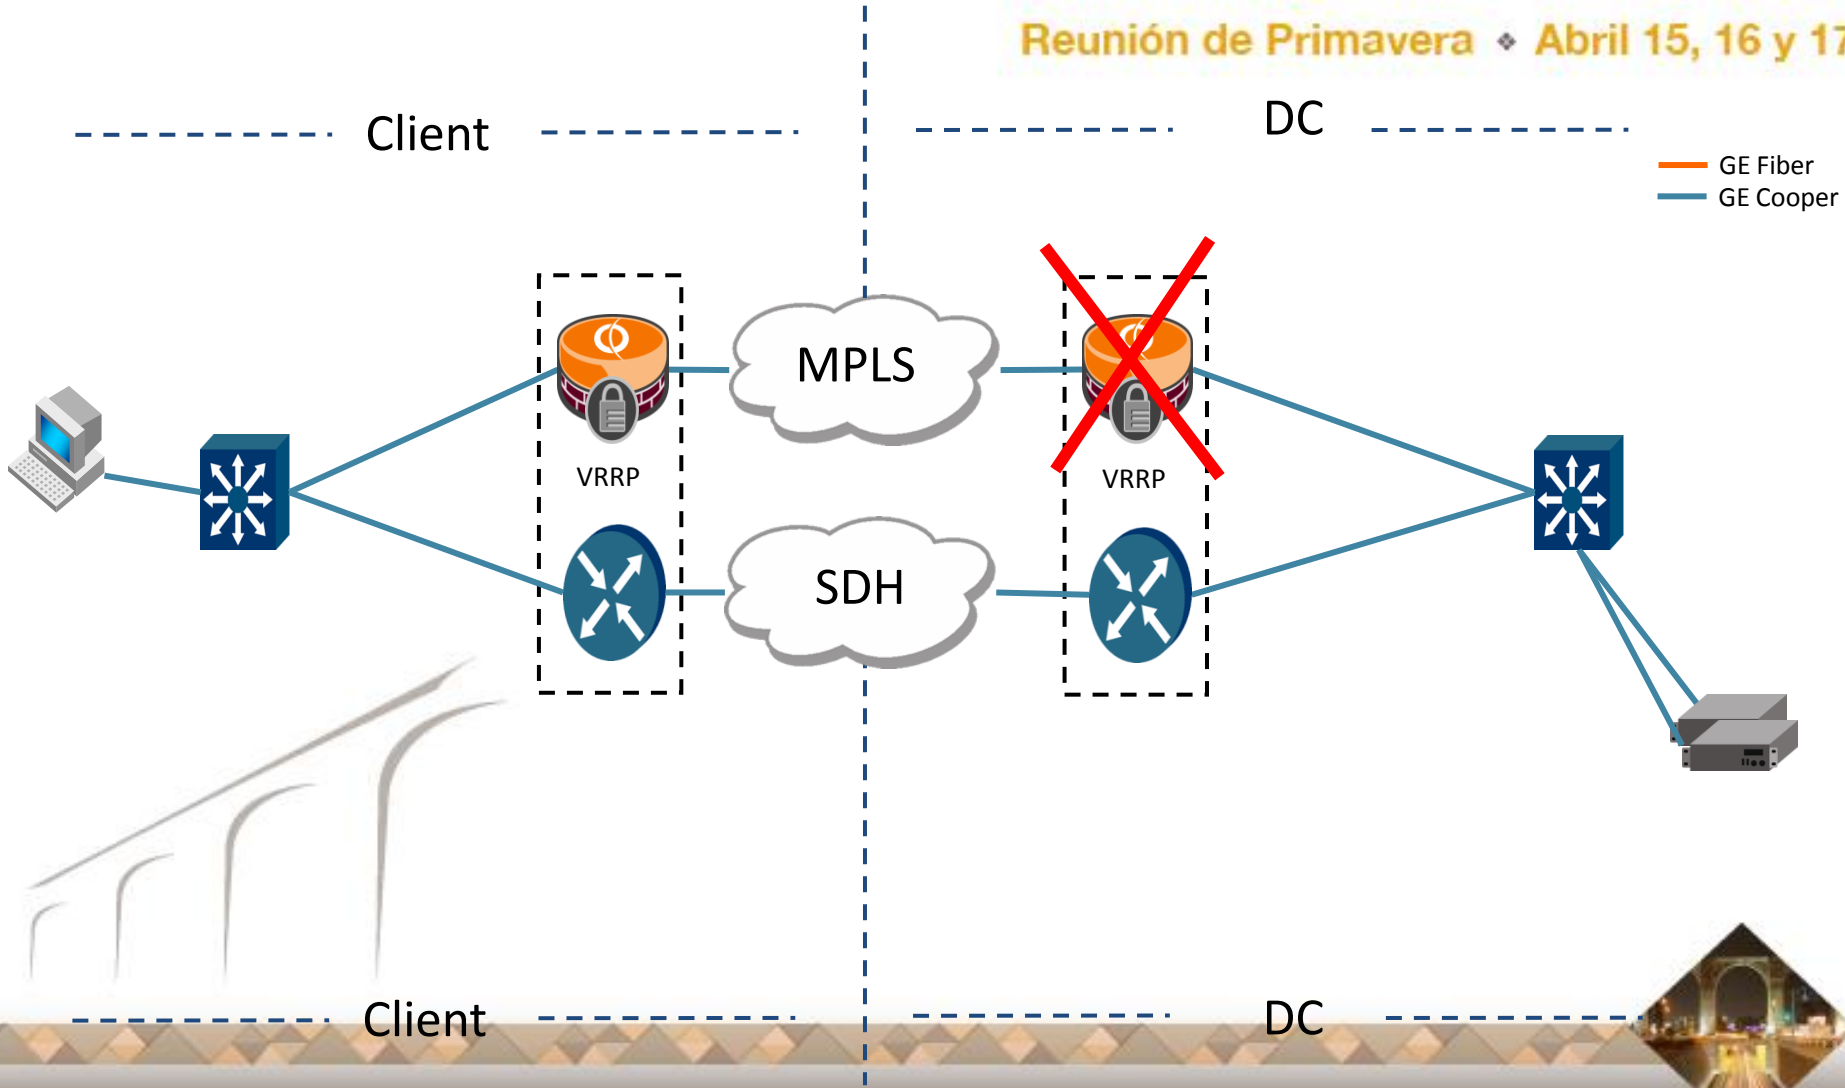 Reunión de Primavera ❖ Abril 15, 16 y 17
Client
DC
GE Fiber
GE Cooper
MPLS
VRRP
VRRP
SDH
Client
DC